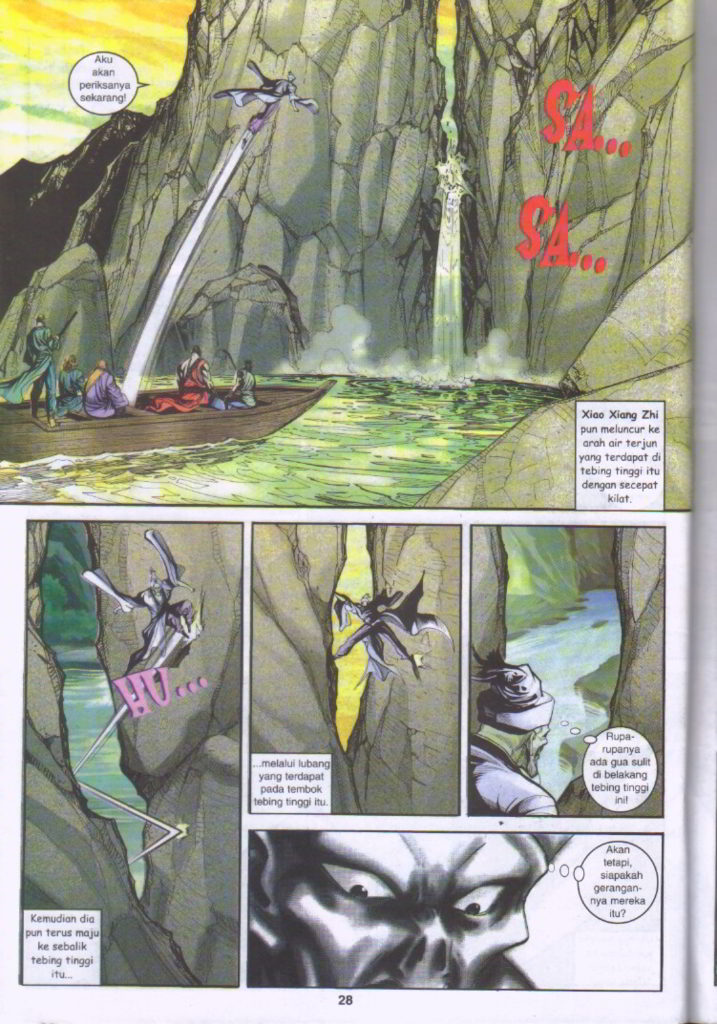 Aku
akan
periksanya
sekarang!
SA...
SA...
Xiao Xiang Zhi
pun meluncur ke
arah air terjun
yang terdapat di
tebing tinggi itu
dengan secepat
kilat.
HU...
Kemudian dia
pun terus maju
ke sebalik
tebing tinggi
itu...
...melalui lubang
yang terdapat
pada tembok
tebing tinggi itu.
Rupa-
rupanya
ada gua sulit
di belakang
tebing tinggi
ini!
Akan
tetapi,
siapakah
gerangan-
nya mereka
itu?
28